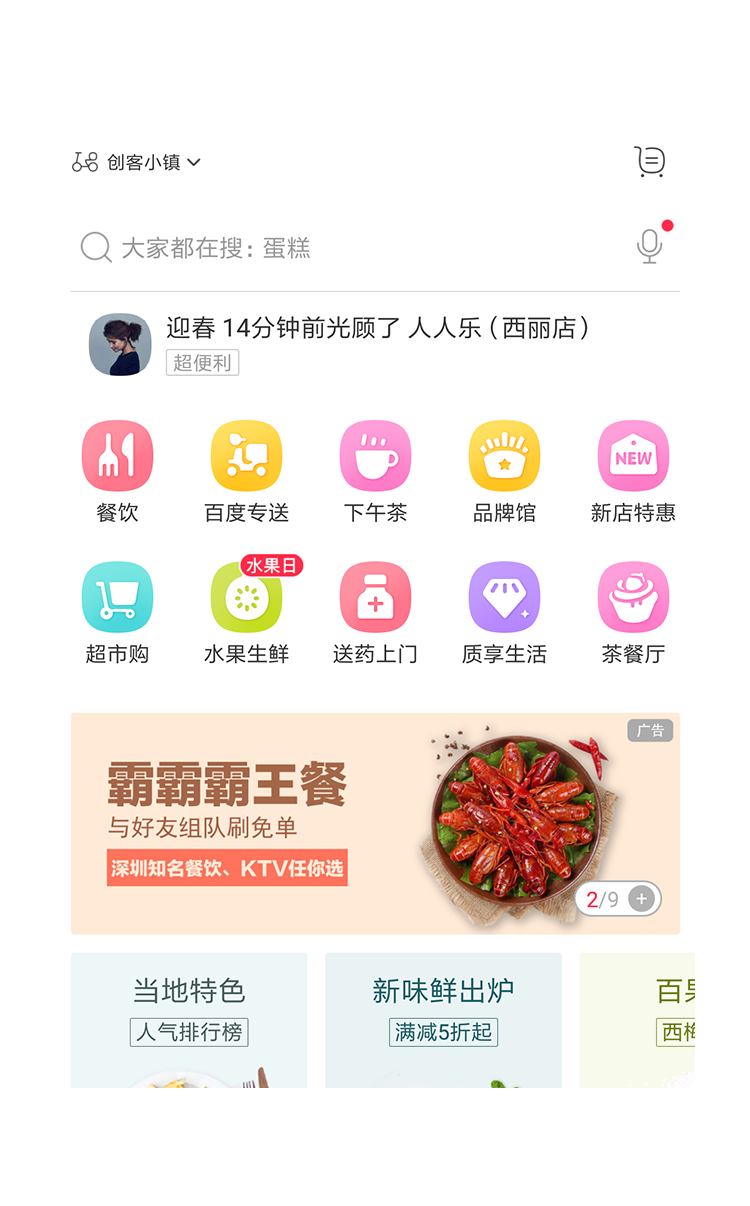 创客小镇
大家都在搜：蛋糕
迎春 14分钟前光顾了 人人乐（西丽店）
超便利
NEW
餐饮 百度专送 下午茶 品牌馆 新店特惠
水果日
超市购 水果生鲜 送药上门 质享生活 茶餐厅
广告
霸霸霸王餐
与好友组队刷免单
深圳知名餐饮、KTV任你选
2/9 +
当地特色 新味鲜出炉 百
人气排行榜 满减5折起 西梅